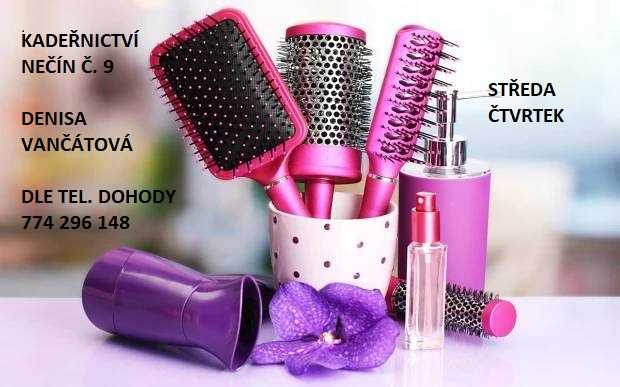 KADEŘNICTVÍ
NEČÍN Č. 9
DENISA
VANČÁTOVÁ
DLE TEL. DOHODY
774 296 148
STŘEDA
ČTVRTEK